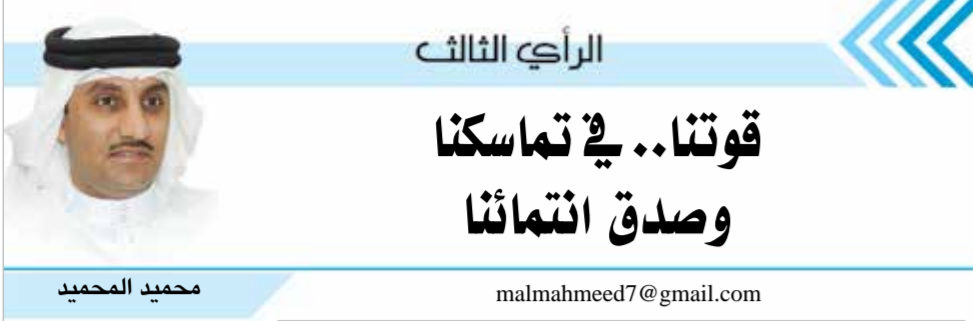 الرأي الثالث
قوتنا.. في تماسكنا
وصدق انتمائنا
محميد المحميد
malmahmeed7@gmail.com